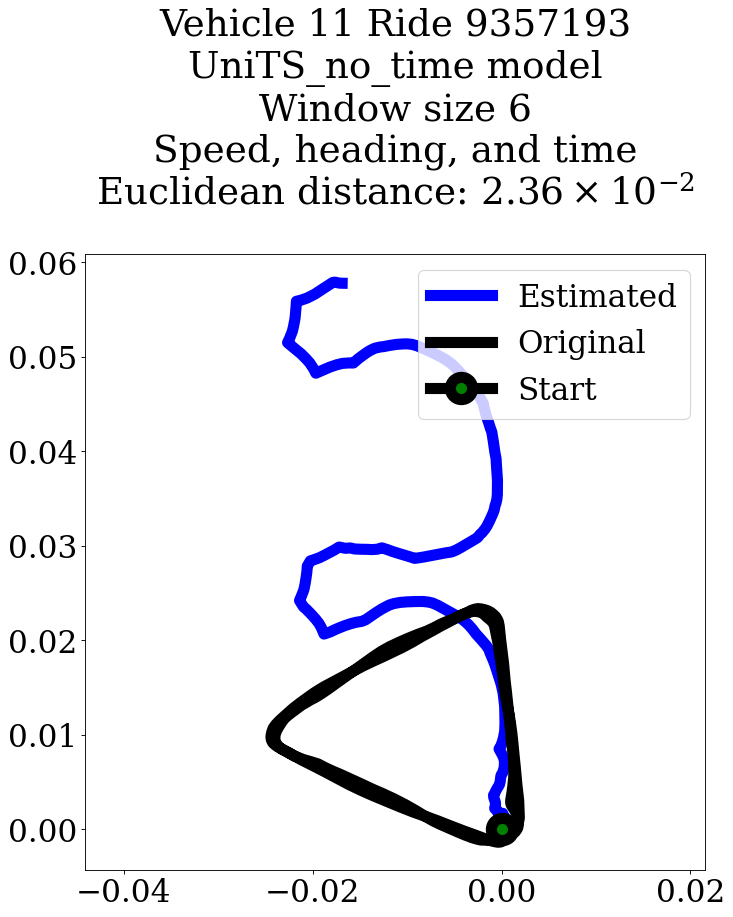 Vehicle 11 Ride 9357193
UniTS_no_time model
Window size 6
Speed, heading, and time
Euclidean distance: 2.36 × 10⁻²
0.06
Estimated
0.05
Original
Start
0.04
0.03
0.02
0.01
0.00
−0.04 −0.02 0.00 0.02